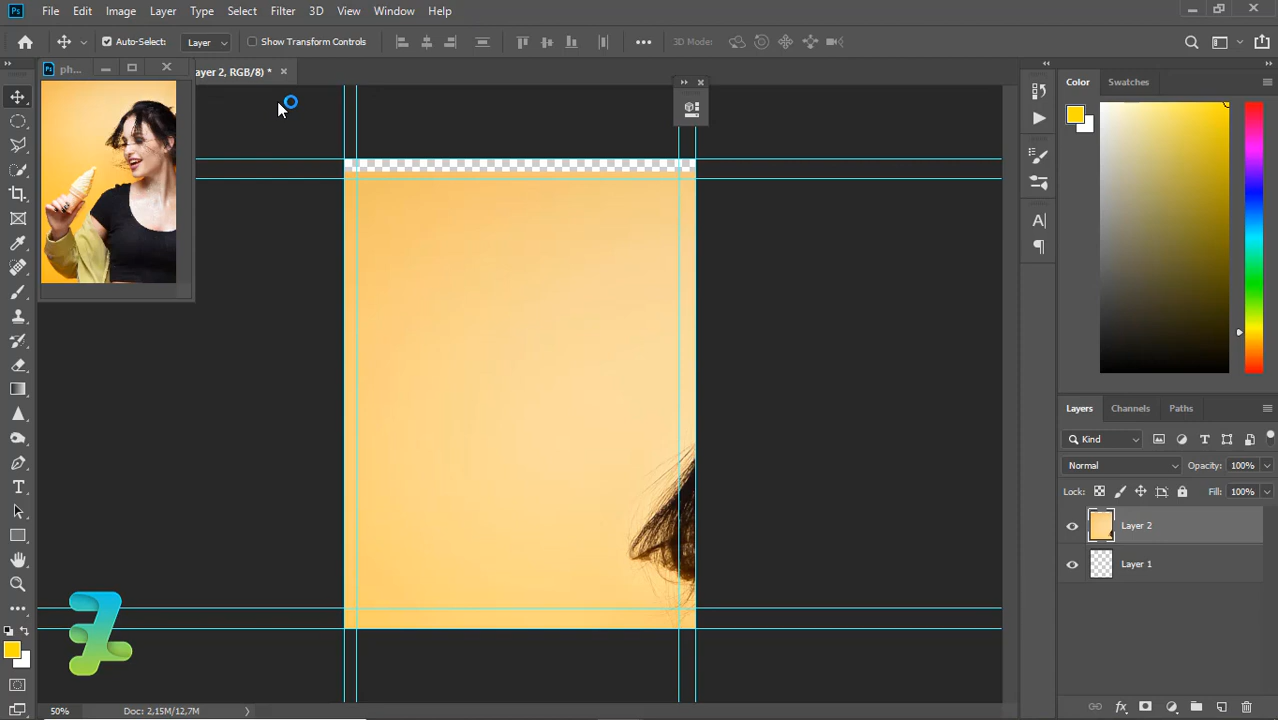 Ps File Edit Image Layer Type Select Filter 3D View Window Help
Auto-Select: Layer Show Transform Controls 3D Mode:
Ps ph... ayer 2, RGB/8) *
Color Swatches
Layers Channels Paths
Kind
Normal Opacity: 100%
Lock: Fill: 100%
Layer 2
Layer 1
50% Doc: 2,15M/12,7M